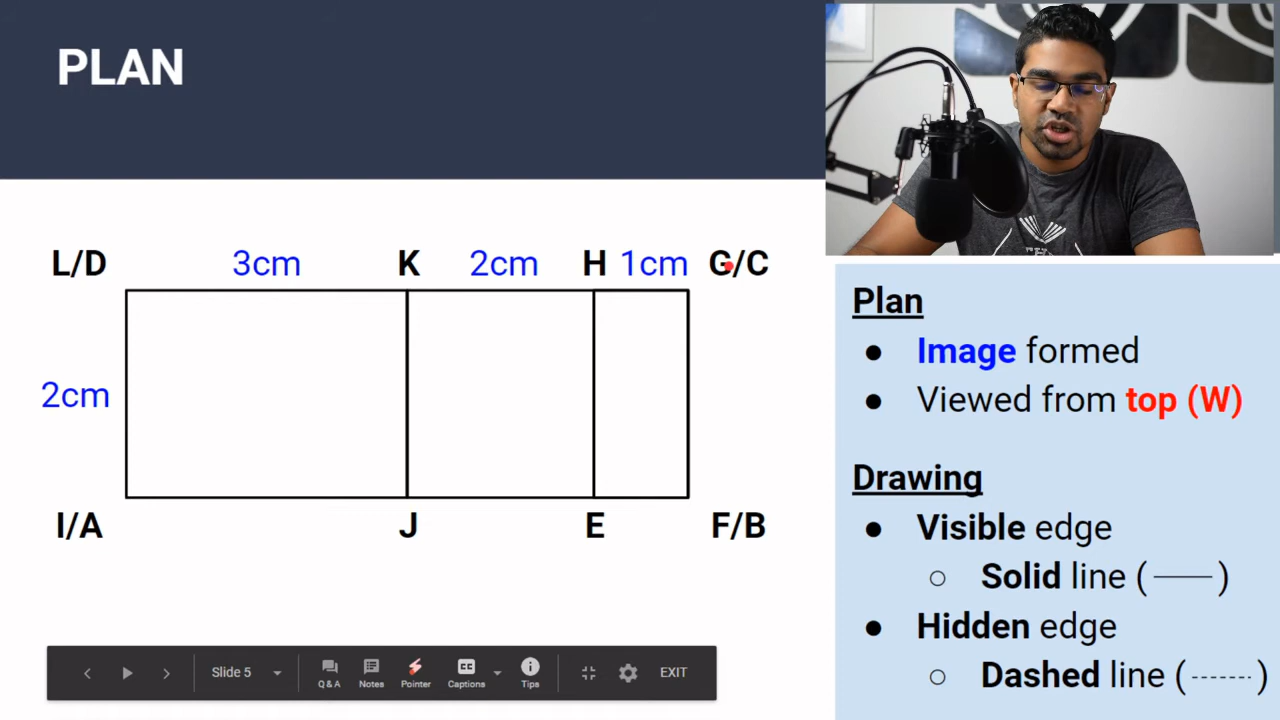 PLAN
L/D 3cm K 2cm H 1cm G/C
2cm
I/A J E F/B
Plan
● Image formed
● Viewed from top (W)
Drawing
● Visible edge
○ Solid line (———)
● Hidden edge
○ Dashed line (------)
Slide 5
Q & A Notes Pointer Captions Tips EXIT
CC